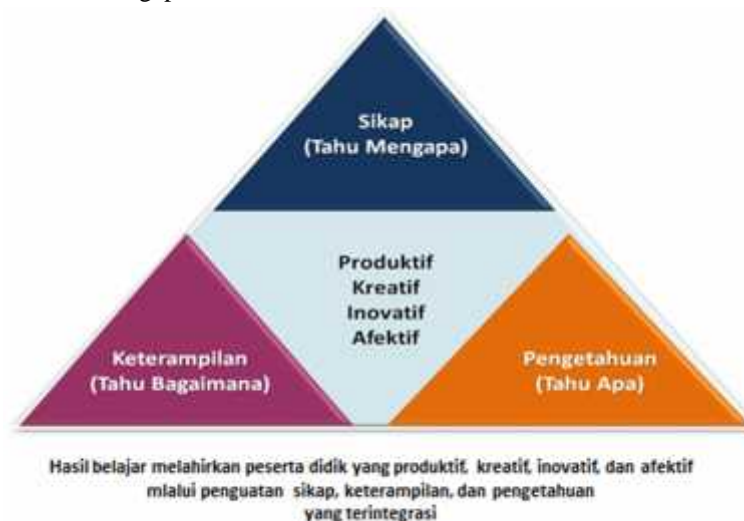 Sikap
(Tahu Mengapa)
Produktif
Kreatif
Inovatif
Afektif
Keterampilan
(Tahu Bagaimana)
Pengetahuan
(Tahu Apa)
Hasil belajar melahirkan peserta didik yang produktif, kreatif, inovatif, dan afektif
mlalui penguatan sikap, keterampilan, dan pengetahuan
yang terintegrasi